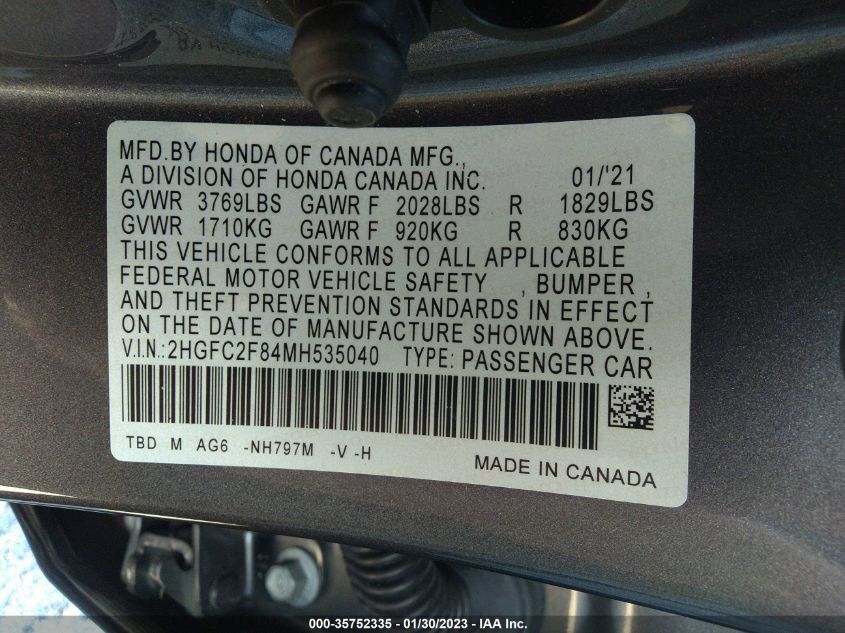 MFD.BY HONDA OF CANADA MFG.,
A DIVISION OF HONDA CANADA INC. 01/'21
GVWR 3769LBS GAWR F 2028LBS R 1829LBS
GVWR 1710KG GAWR F 920KG R 830KG
THIS VEHICLE CONFORMS TO ALL APPLICABLE
FEDERAL MOTOR VEHICLE SAFETY , BUMPER ,
AND THEFT PREVENTION STANDARDS IN EFFECT
ON THE DATE OF MANUFACTURE SHOWN ABOVE.
V.I.N.:2HGFC2F84MH535040 TYPE: PASSENGER CAR
TBD M AG6 -NH797M -V -H
MADE IN CANADA
000-35752335 - 01/30/2023 - IAA Inc.